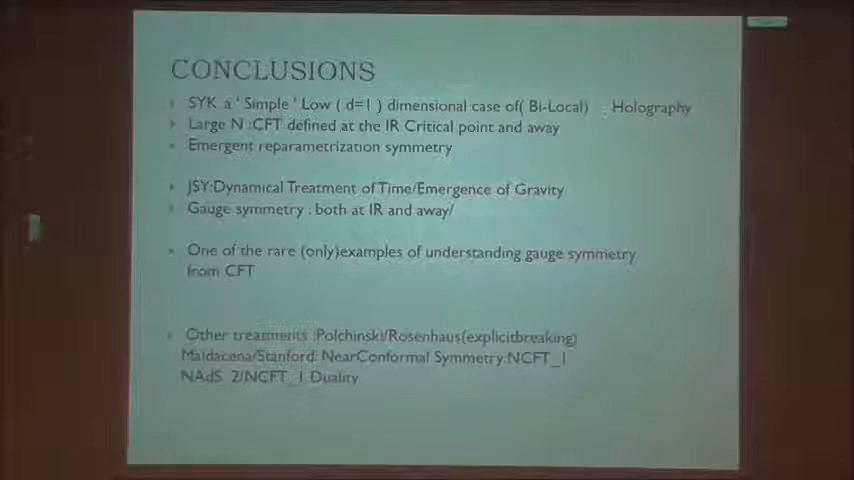 CONCLUSIONS
SYK a ' Simple ' Low ( d=1 ) dimensional case of( Bi-Local) . Holography
Large N :CFT defined at the IR Critical point and away
Emergent reparametrization symmetry
JSY:Dynamical Treatment of Time/Emergence of Gravity
Gauge symmetry : both at IR and away/
One of the rare (only)examples of understanding gauge symmetry
from CFT
Other treatments :Polchinski/Rosenhaus(explicitbreaking)
Maldacena/Stanford: NearConformal Symmetry:NCFT_1
NAdS_2/NCFT_1 Duality